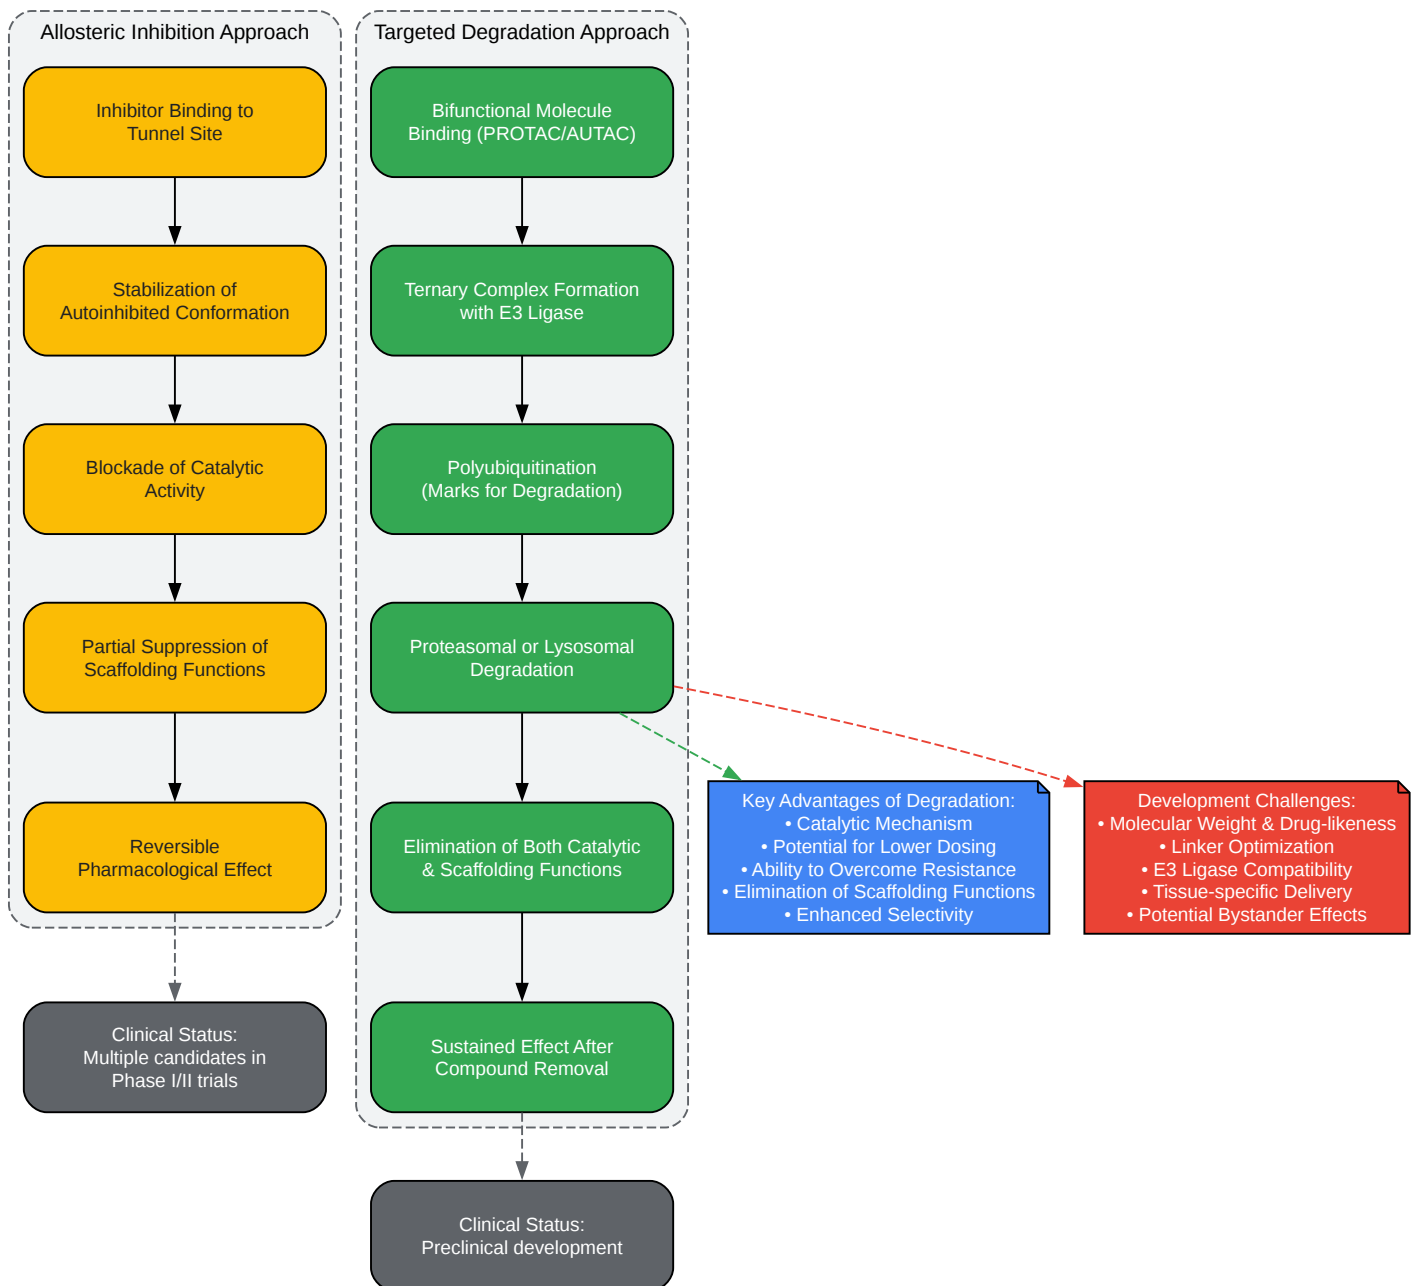 Allosteric Inhibition Approach
Inhibitor Binding to
Tunnel Site
Stabilization of
Autoinhibited Conformation
Blockade of Catalytic
Activity
Partial Suppression of
Scaffolding Functions
Reversible
Pharmacological Effect
Clinical Status:
Multiple candidates in
Phase I/II trials
Targeted Degradation Approach
Bifunctional Molecule
Binding (PROTAC/AUTAC)
Ternary Complex Formation
with E3 Ligase
Polyubiquitination
(Marks for Degradation)
Proteasomal or Lysosomal
Degradation
Elimination of Both Catalytic
& Scaffolding Functions
Sustained Effect After
Compound Removal
Clinical Status:
Preclinical development
Key Advantages of Degradation:
• Catalytic Mechanism
• Potential for Lower Dosing
• Ability to Overcome Resistance
• Elimination of Scaffolding Functions
• Enhanced Selectivity
Development Challenges:
• Molecular Weight & Drug-likeness
• Linker Optimization
• E3 Ligase Compatibility
• Tissue-specific Delivery
• Potential Bystander Effects